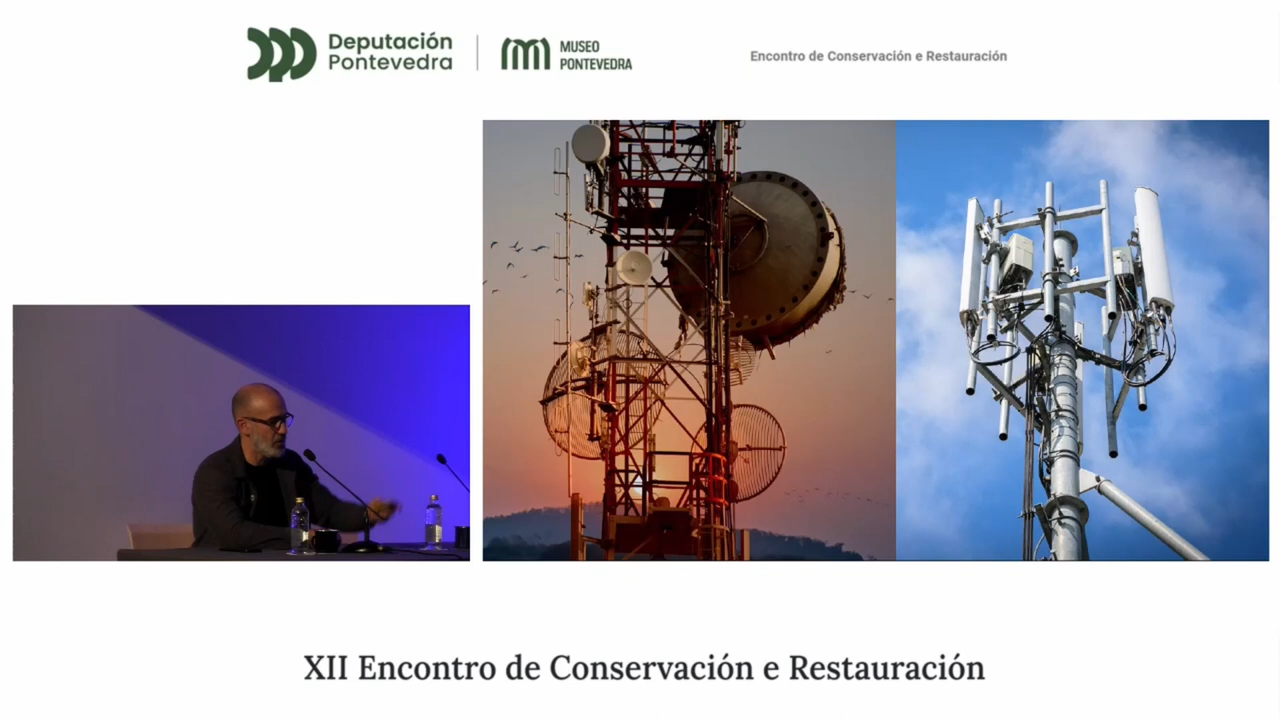 Deputación
Pontevedra
MUSEO
PONTEVEDRA
Encontro de Conservación e Restauración
XII Encontro de Conservación e Restauración